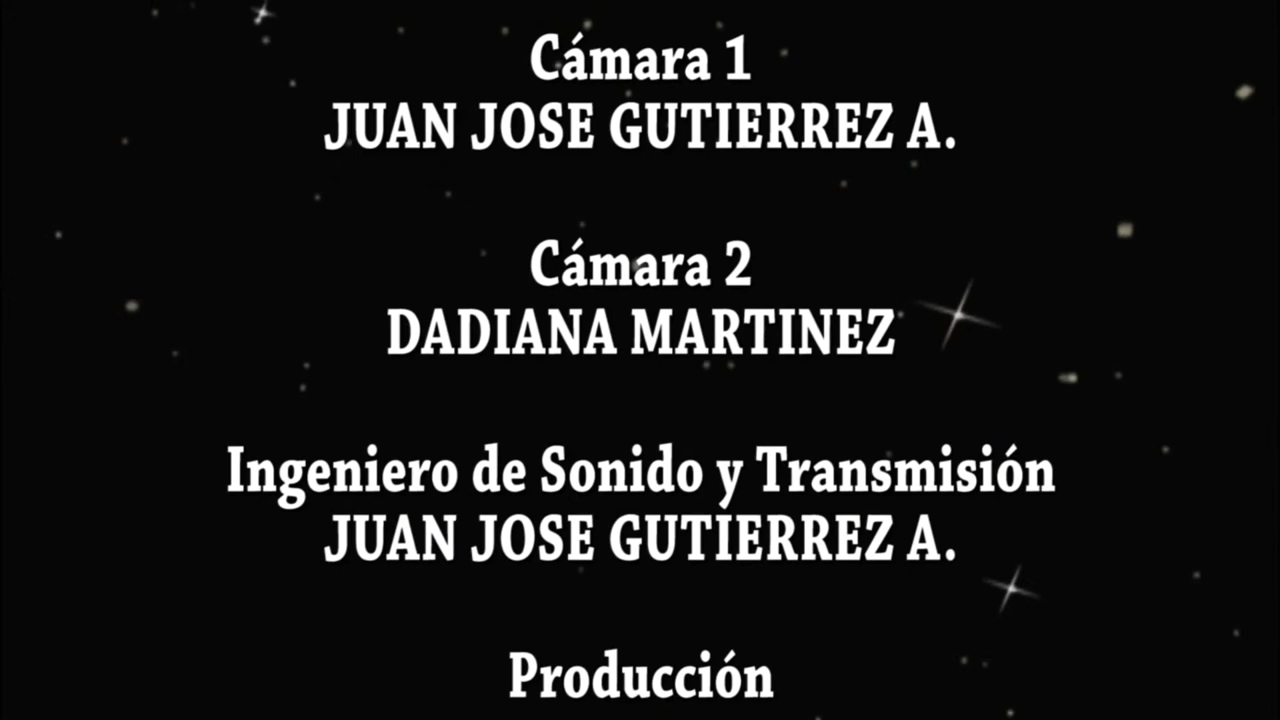 Cámara 1
JUAN JOSE GUTIERREZ A.
Cámara 2
DADIANA MARTINEZ
Ingeniero de Sonido y Transmisión
JUAN JOSE GUTIERREZ A.
Producción